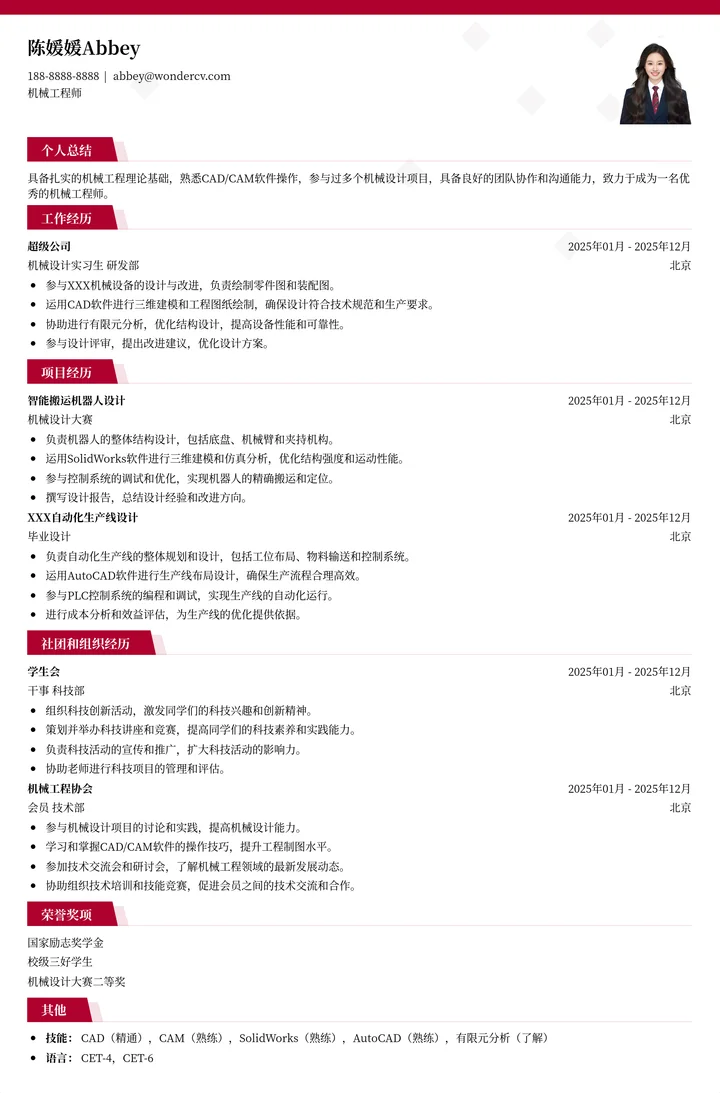 陈媛媛Abbey
188-8888-8888 | abbey@wondercv.com
机械工程师
个人总结
具备扎实的机械工程理论基础，熟悉CAD/CAM软件操作，参与过多个机械设计项目，具备良好的团队协作和沟通能力，致力于成为一名优
秀的机械工程师。
工作经历
超级公司 2025年01月 - 2025年12月
机械设计实习生 研发部 北京
• 参与XXX机械设备的设计与改进，负责绘制零件图和装配图。
• 运用CAD软件进行三维建模和工程图纸绘制，确保设计符合技术规范和生产要求。
• 协助进行有限元分析，优化结构设计，提高设备性能和可靠性。
• 参与设计评审，提出改进建议，优化设计方案。
项目经历
智能搬运机器人设计 2025年01月 - 2025年12月
机械设计大赛 北京
• 负责机器人的整体结构设计，包括底盘、机械臂和夹持机构。
• 运用SolidWorks软件进行三维建模和仿真分析，优化结构强度和运动性能。
• 参与控制系统的调试和优化，实现机器人的精确搬运和定位。
• 撰写设计报告，总结设计经验和改进方向。
XXX自动化生产线设计 2025年01月 - 2025年12月
毕业设计 北京
• 负责自动化生产线的整体规划和设计，包括工位布局、物料输送和控制系统。
• 运用AutoCAD软件进行生产线布局设计，确保生产流程合理高效。
• 参与PLC控制系统的编程和调试，实现生产线的自动化运行。
• 进行成本分析和效益评估，为生产线的优化提供依据。
社团和组织经历
学生会 2025年01月 - 2025年12月
干事 科技部 北京
• 组织科技创新活动，激发同学们的科技兴趣和创新精神。
• 策划并举办科技讲座和竞赛，提高同学们的科技素养和实践能力。
• 负责科技活动的宣传和推广，扩大科技活动的影响力。
• 协助老师进行科技项目的管理和评估。
机械工程协会 2025年01月 - 2025年12月
会员 技术部 北京
• 参与机械设计项目的讨论和实践，提高机械设计能力。
• 学习和掌握CAD/CAM软件的操作技巧，提升工程制图水平。
• 参加技术交流会和研讨会，了解机械工程领域的最新发展动态。
• 协助组织技术培训和技能竞赛，促进会员之间的技术交流和合作。
荣誉奖项
国家励志奖学金
校级三好学生
机械设计大赛二等奖
其他
• 技能： CAD（精通），CAM（熟练），SolidWorks（熟练），AutoCAD（熟练），有限元分析（了解）
• 语言： CET-4，CET-6